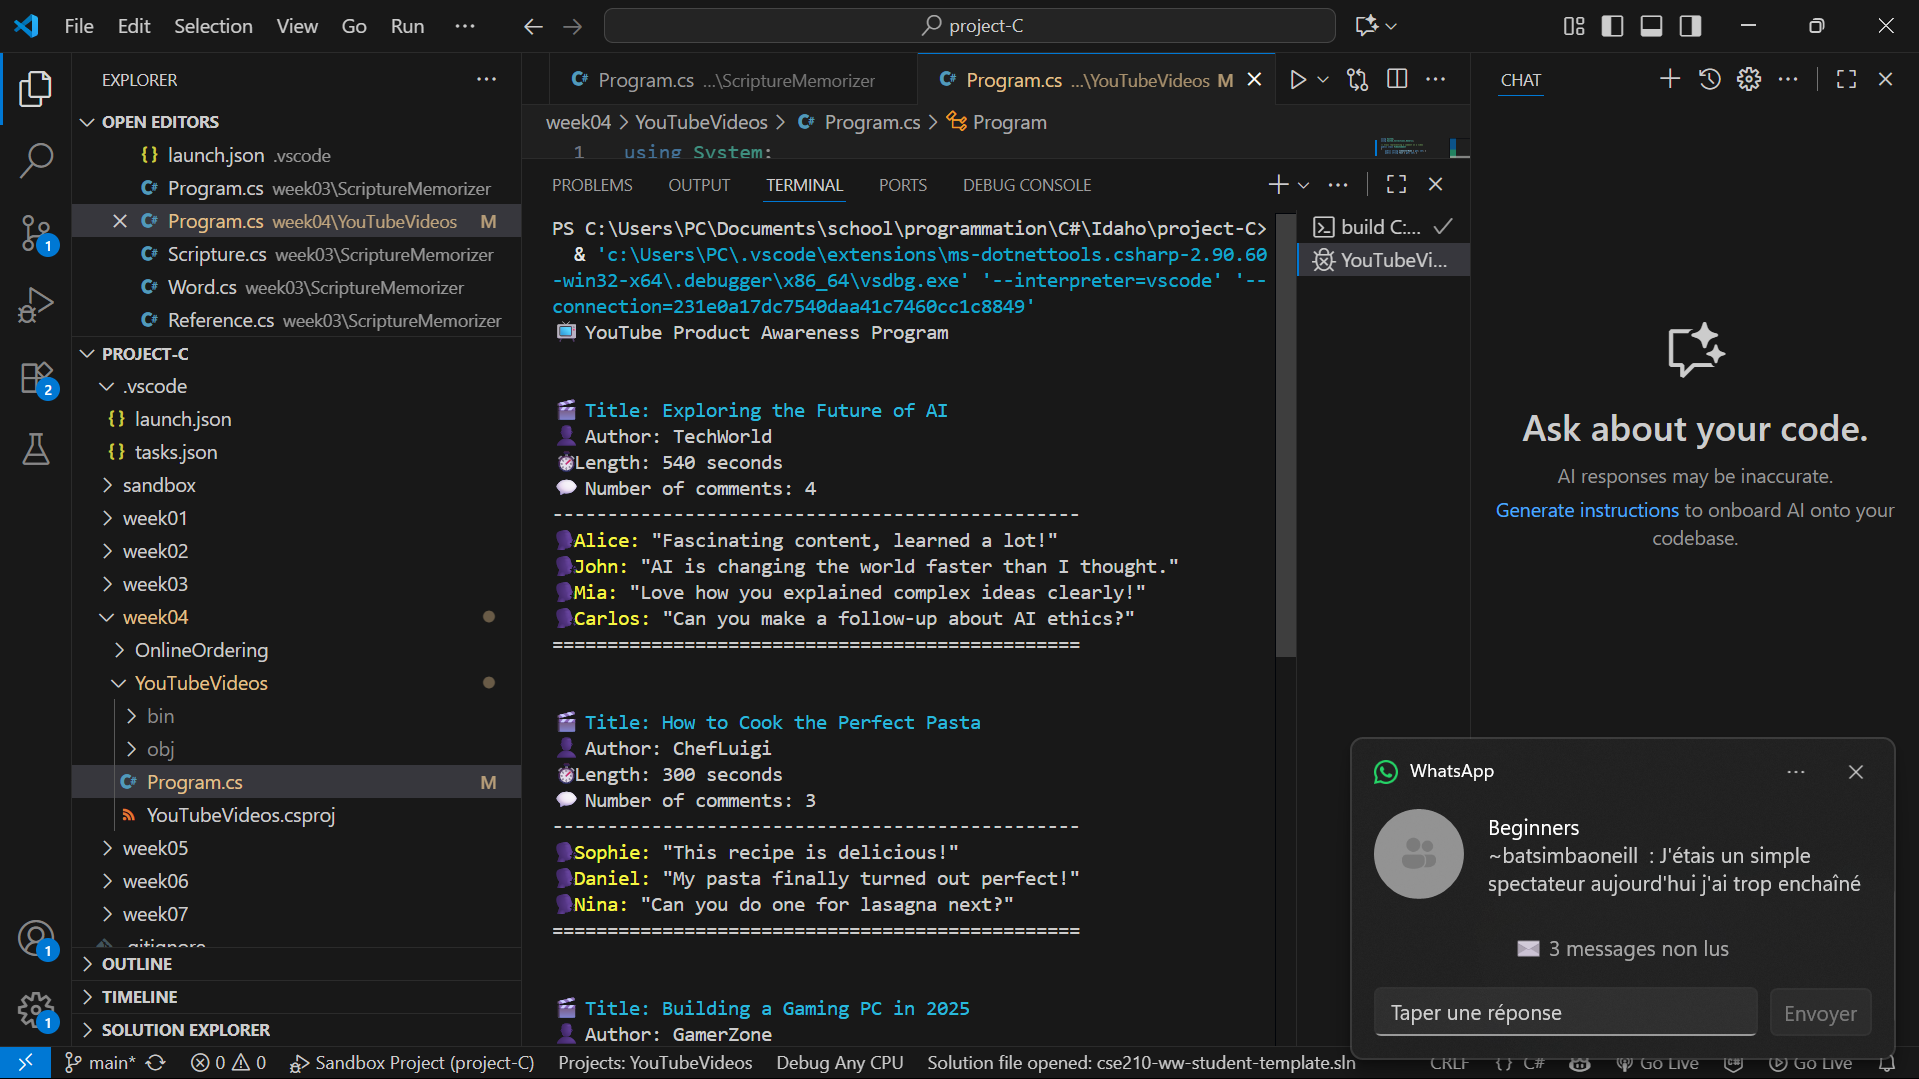 File Edit Selection View Go Run
project-C
EXPLORER
OPEN EDITORS
launch.json .vscode
Program.cs week03\ScriptureMemorizer
Program.cs week04\YouTubeVideos M
Scripture.cs week03\ScriptureMemorizer
Word.cs week03\ScriptureMemorizer
Reference.cs week03\ScriptureMemorizer
PROJECT-C
.vscode
launch.json
tasks.json
sandbox
week01
week02
week03
week04
OnlineOrdering
YouTubeVideos
bin
obj
Program.cs M
YouTubeVideos.csproj
week05
week06
week07
.gitignore
OUTLINE
TIMELINE
SOLUTION EXPLORER
1
2
1
1
Program.cs ...\ScriptureMemorizer
Program.cs ...\YouTubeVideos M
week04 > YouTubeVideos > Program.cs > Program
1 using System;
PROBLEMS OUTPUT TERMINAL PORTS DEBUG CONSOLE
PS C:\Users\PC\Documents\school\programmation\C#\Idaho\project-C>
& 'c:\Users\PC\.vscode\extensions\ms-dotnettools.csharp-2.90.60
-win32-x64\.debugger\x86_64\vsdbg.exe' '--interpreter=vscode' '--
connection=231e0a17dc7540daa41c7460cc1c8849'
📺 YouTube Product Awareness Program
🎬 Title: Exploring the Future of AI
👤 Author: TechWorld
⏱Length: 540 seconds
💬 Number of comments: 4
------------------------------------------------
🗣Alice: "Fascinating content, learned a lot!"
🗣John: "AI is changing the world faster than I thought."
🗣Mia: "Love how you explained complex ideas clearly!"
🗣Carlos: "Can you make a follow-up about AI ethics?"
================================================
🎬 Title: How to Cook the Perfect Pasta
👤 Author: ChefLuigi
⏱Length: 300 seconds
💬 Number of comments: 3
------------------------------------------------
🗣Sophie: "This recipe is delicious!"
🗣Daniel: "My pasta finally turned out perfect!"
🗣Nina: "Can you do one for lasagna next?"
================================================
🎬 Title: Building a Gaming PC in 2025
👤 Author: GamerZone
build C:...
YouTubeVi...
CHAT
Ask about your code.
AI responses may be inaccurate.
Generate instructions to onboard AI onto your
codebase.
WhatsApp
Beginners
~batsimbaoneill : J'étais un simple
spectateur aujourd'hui j'ai trop enchaîné
✉ 3 messages non lus
Taper une réponse
Envoyer
main* 0 0 Sandbox Project (project-C) Projects: YouTubeVideos Debug Any CPU Solution file opened: cse210-ww-student-template.sln CRLF {} C# Go Live Go Live